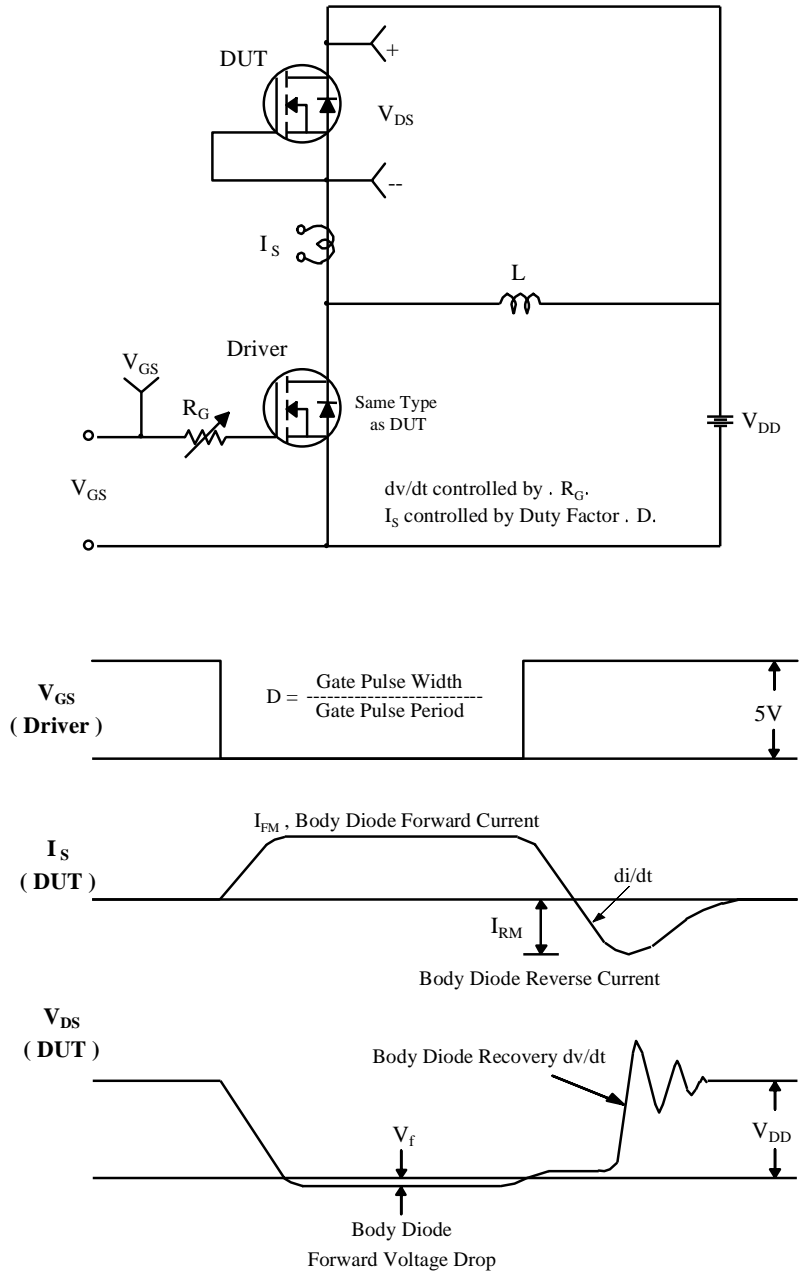 DUT
+
V_DS
--
I_S
L
Driver
V_GS
R_G
Same Type
as DUT
V_DD
V_GS
dv/dt controlled by . R_G.
I_S controlled by Duty Factor . D.
V_GS
( Driver )
D = Gate Pulse Width
--------------------------
Gate Pulse Period
5V
I_FM , Body Diode Forward Current
I_S
( DUT )
di/dt
I_RM
Body Diode Reverse Current
V_DS
( DUT )
Body Diode Recovery dv/dt
V_f
V_DD
Body Diode
Forward Voltage Drop